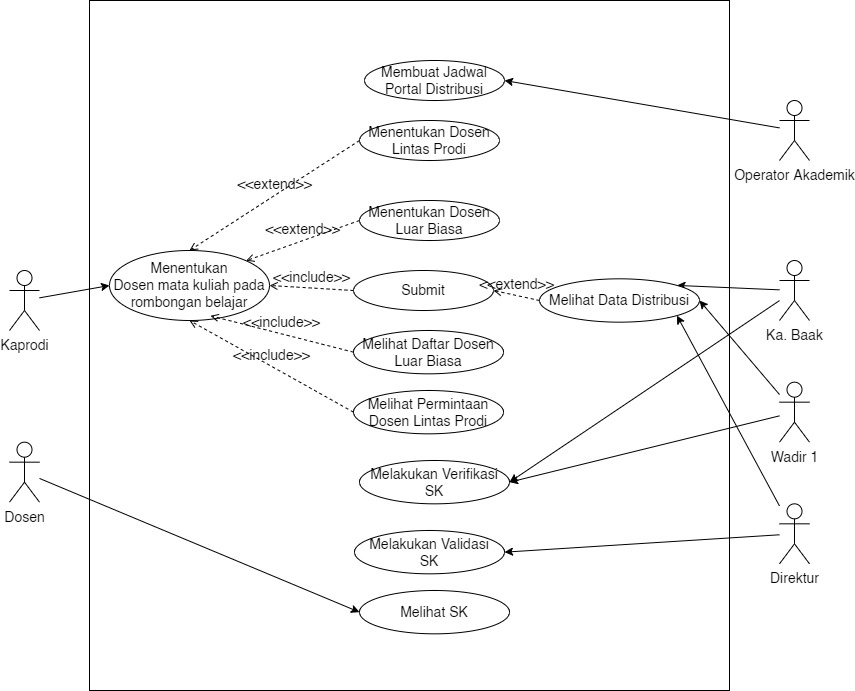 Membuat Jadwal
Portal Distribusi
Operator Akademik
Menentukan Dosen
Lintas Prodi
<<extend>>
Menentukan Dosen
Luar Biasa
<<extend>>
Menentukan
Dosen mata kuliah pada
rombongan belajar
<<include>>
Submit
<<extend>>
Melihat Data Distribusi
Ka. Baak
Kaprodi
<<include>>
Melihat Daftar Dosen
Luar Biasa
<<include>>
Melihat Permintaan
Dosen Lintas Prodi
Wadir 1
Melakukan Verifikasi
SK
Dosen
Melakukan Validasi
SK
Direktur
Melihat SK